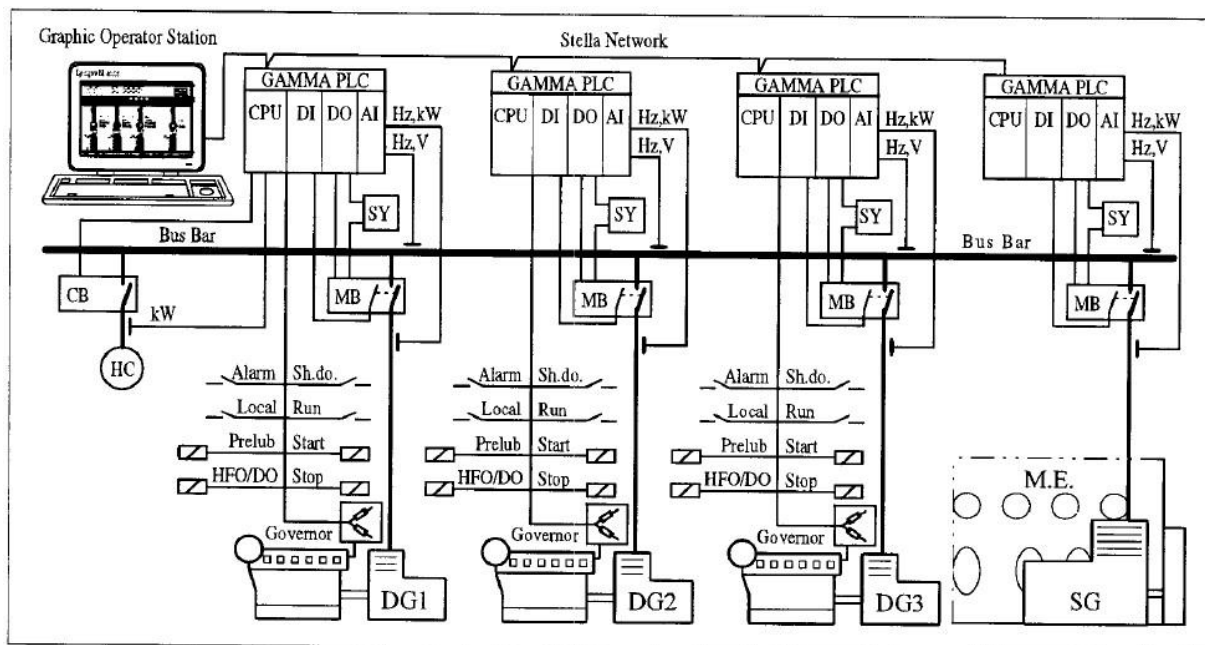 Graphic Operator Station
Stella Network
GAMMA PLC
CPU DI DO AI
Hz,kW
Hz,V
SY
GAMMA PLC
CPU DI DO AI
Hz,kW
Hz,V
SY
GAMMA PLC
CPU DI DO AI
Hz,kW
Hz,V
SY
GAMMA PLC
CPU DI DO AI
Hz,kW
Hz,V
SY
Bus Bar
Bus Bar
CB
kW
HC
MB
MB
MB
MB
Alarm Sh.do.
Local Run
Prelub Start
HFO/DO Stop
Governor
DG1
Alarm Sh.do.
Local Run
Prelub Start
HFO/DO Stop
Governor
DG2
Alarm Sh.do.
Local Run
Prelub Start
HFO/DO Stop
Governor
DG3
M.E.
SG